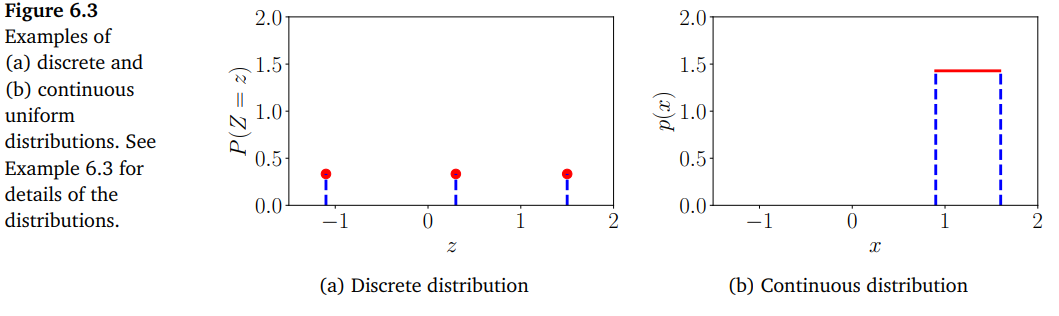 Figure 6.3
Examples of
(a) discrete and
(b) continuous
uniform
distributions. See
Example 6.3 for
details of the
distributions.
2.0
1.5
1.0
0.5
0.0
P(Z = z)
−1 0 1 2
z
(a) Discrete distribution
2.0
1.5
1.0
0.5
0.0
p(x)
−1 0 1 2
x
(b) Continuous distribution